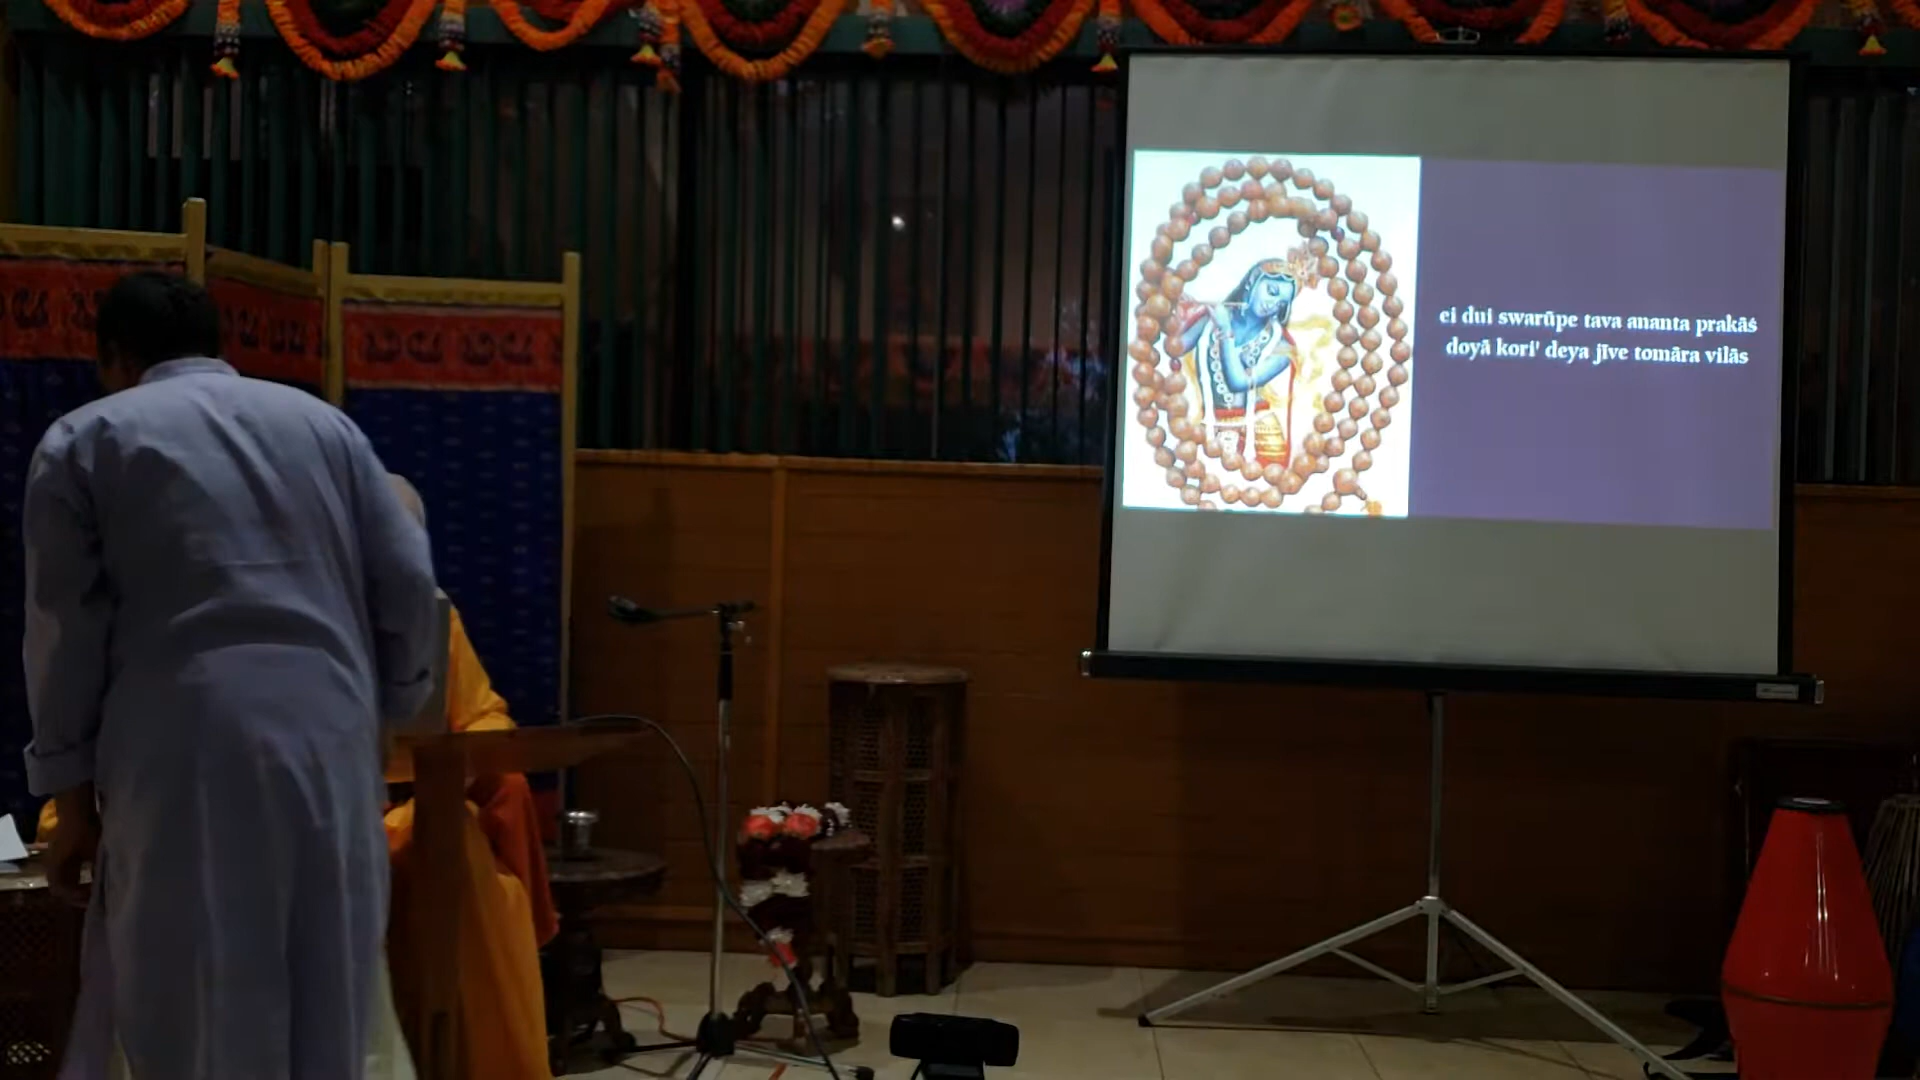 ei dui swarūpe tava ananta prakāś
doyā kori' deya jīve tomāra vilās